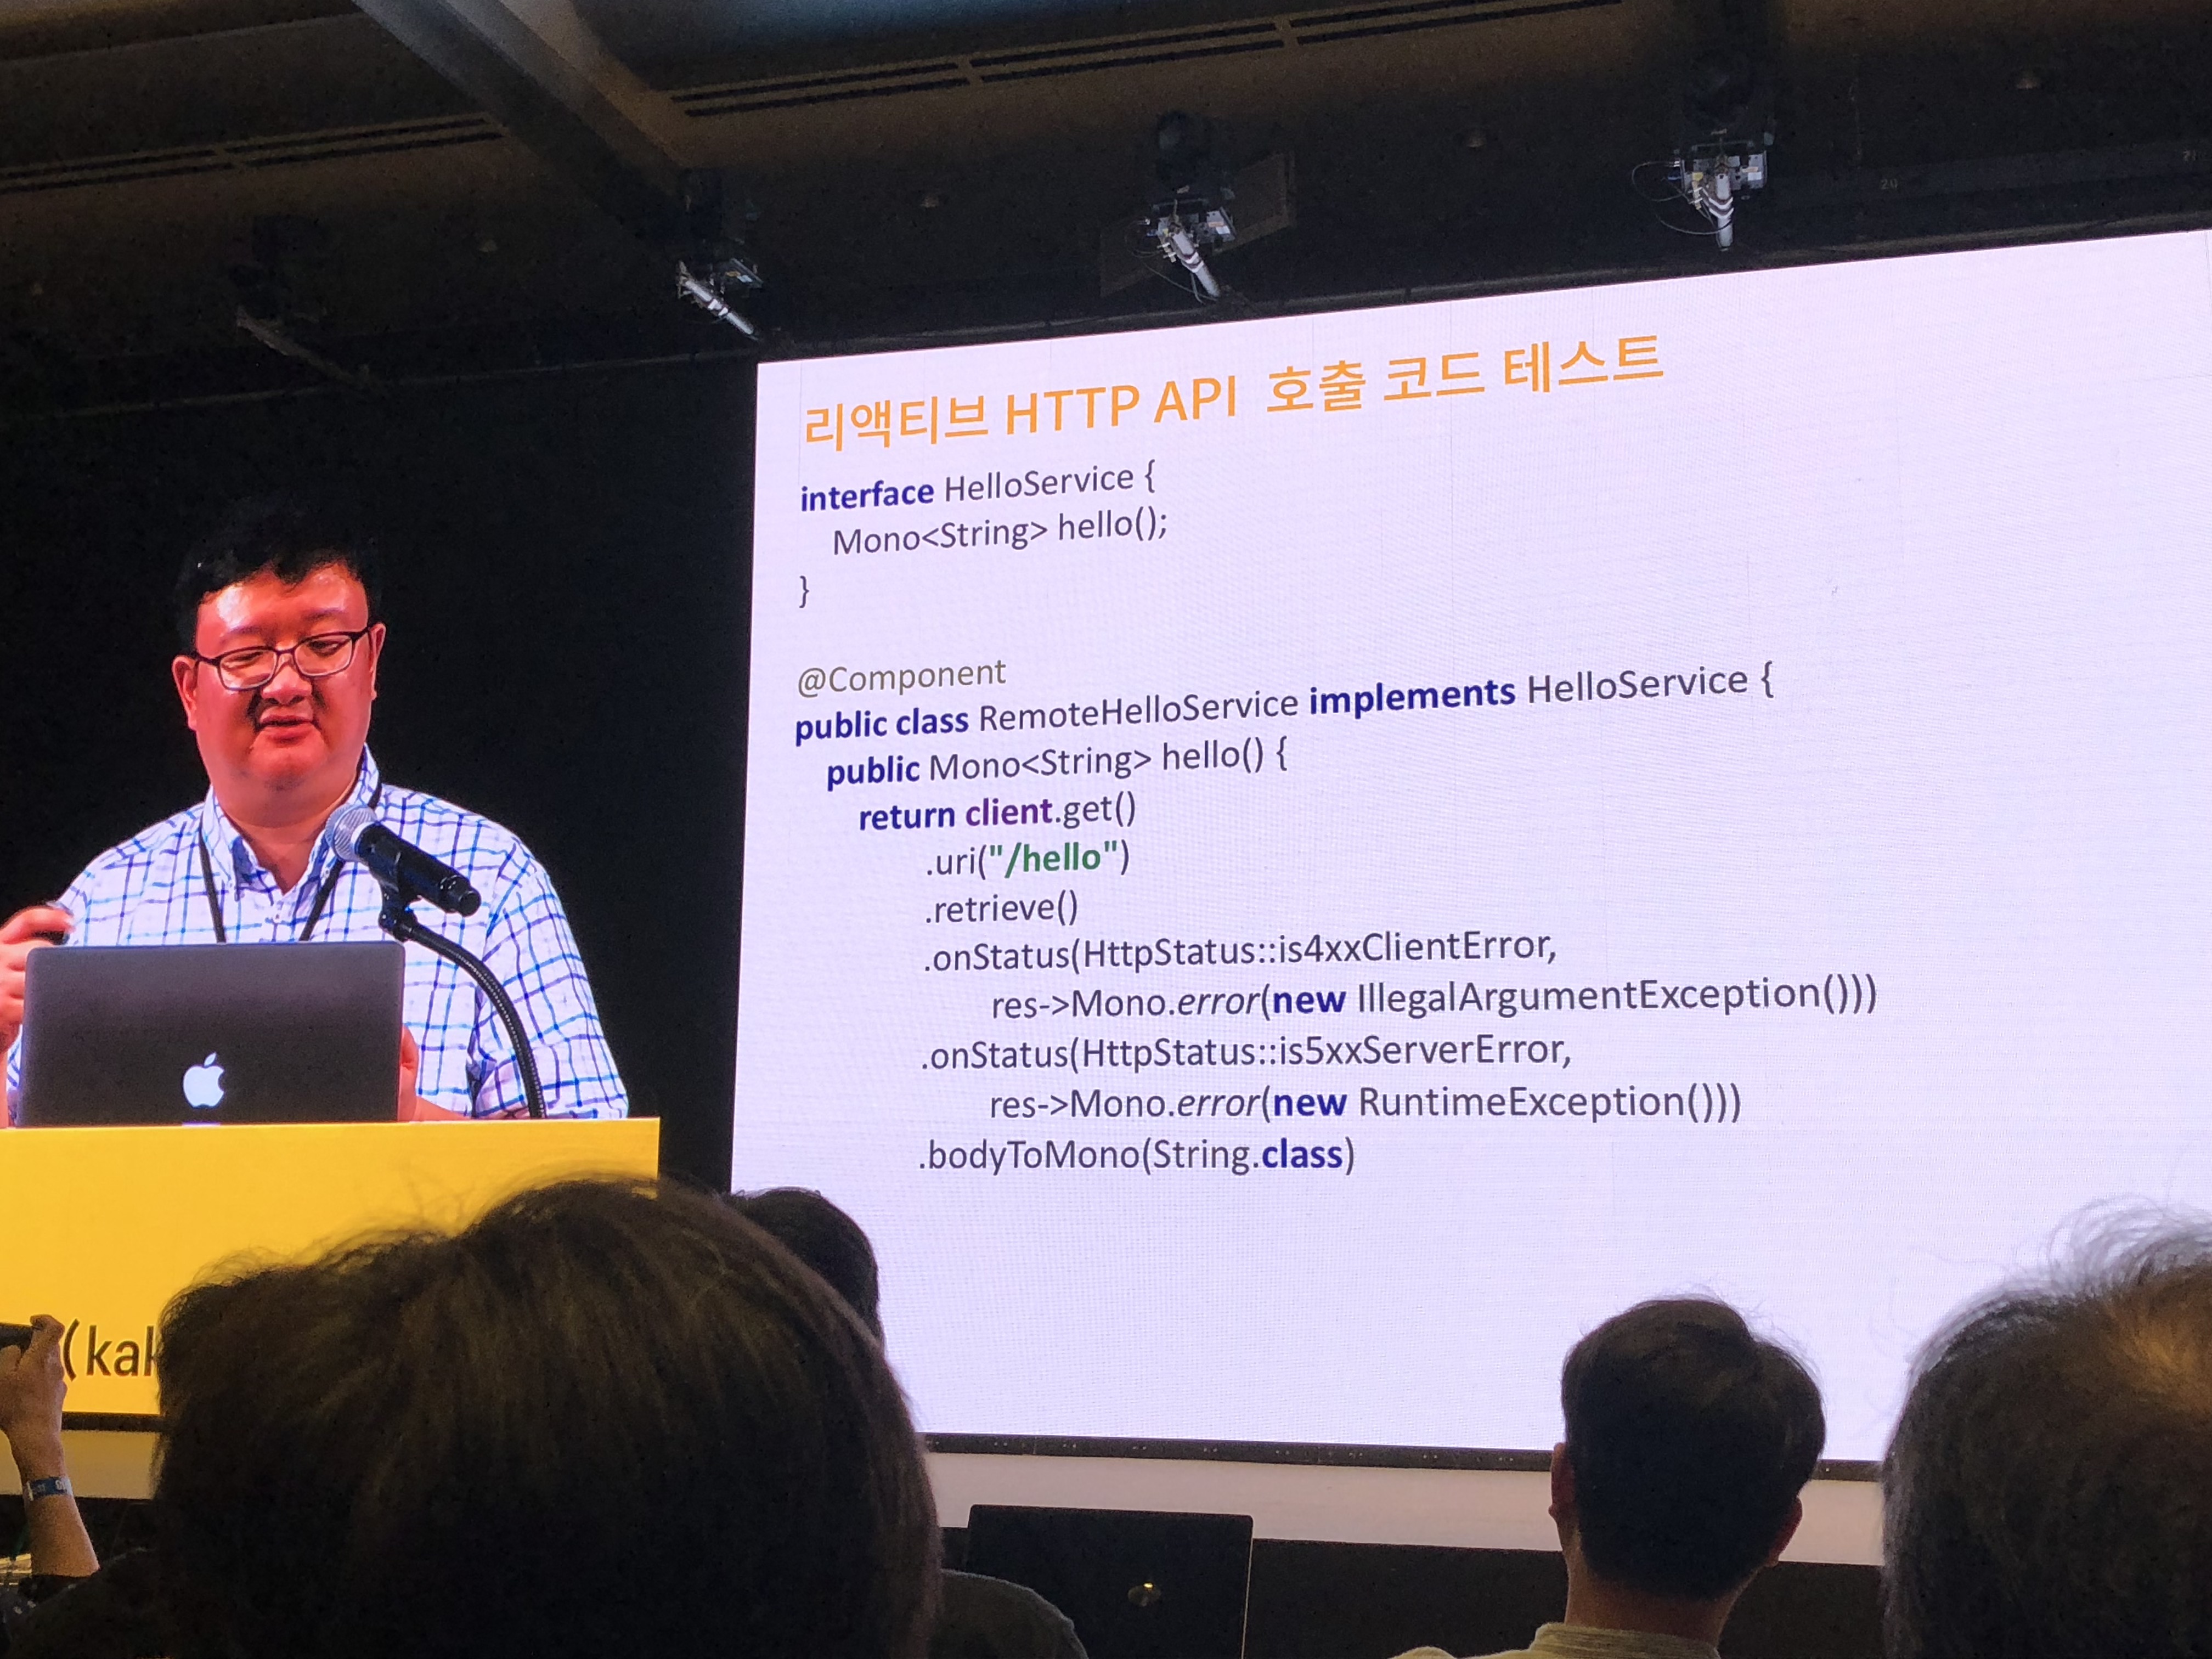 리액티브 HTTP API 호출 코드 테스트
interface HelloService {
Mono<String> hello();
}
@Component
public class RemoteHelloService implements HelloService {
public Mono<String> hello() {
return client.get()
.uri("/hello")
.retrieve()
.onStatus(HttpStatus::is4xxClientError,
res->Mono.error(new IllegalArgumentException()))
.onStatus(HttpStatus::is5xxServerError,
res->Mono.error(new RuntimeException()))
.bodyToMono(String.class)
(kak
20